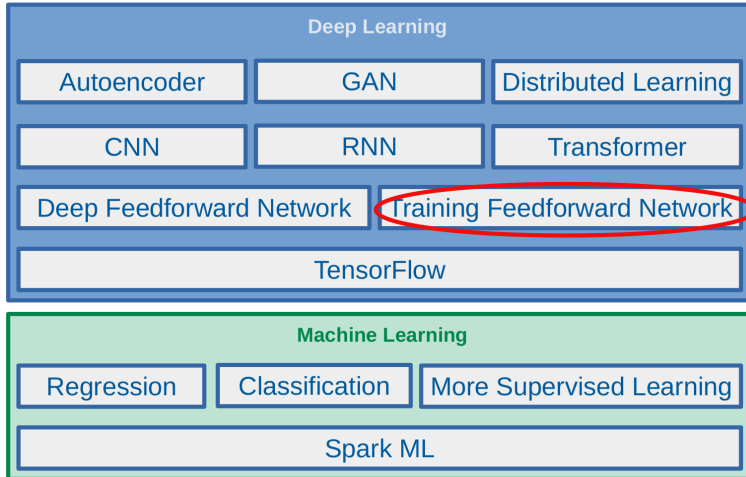 Deep Learning
Autoencoder
GAN
Distributed Learning
CNN
RNN
Transformer
Deep Feedforward Network
Training Feedforward Network
TensorFlow
Machine Learning
Regression
Classification
More Supervised Learning
Spark ML